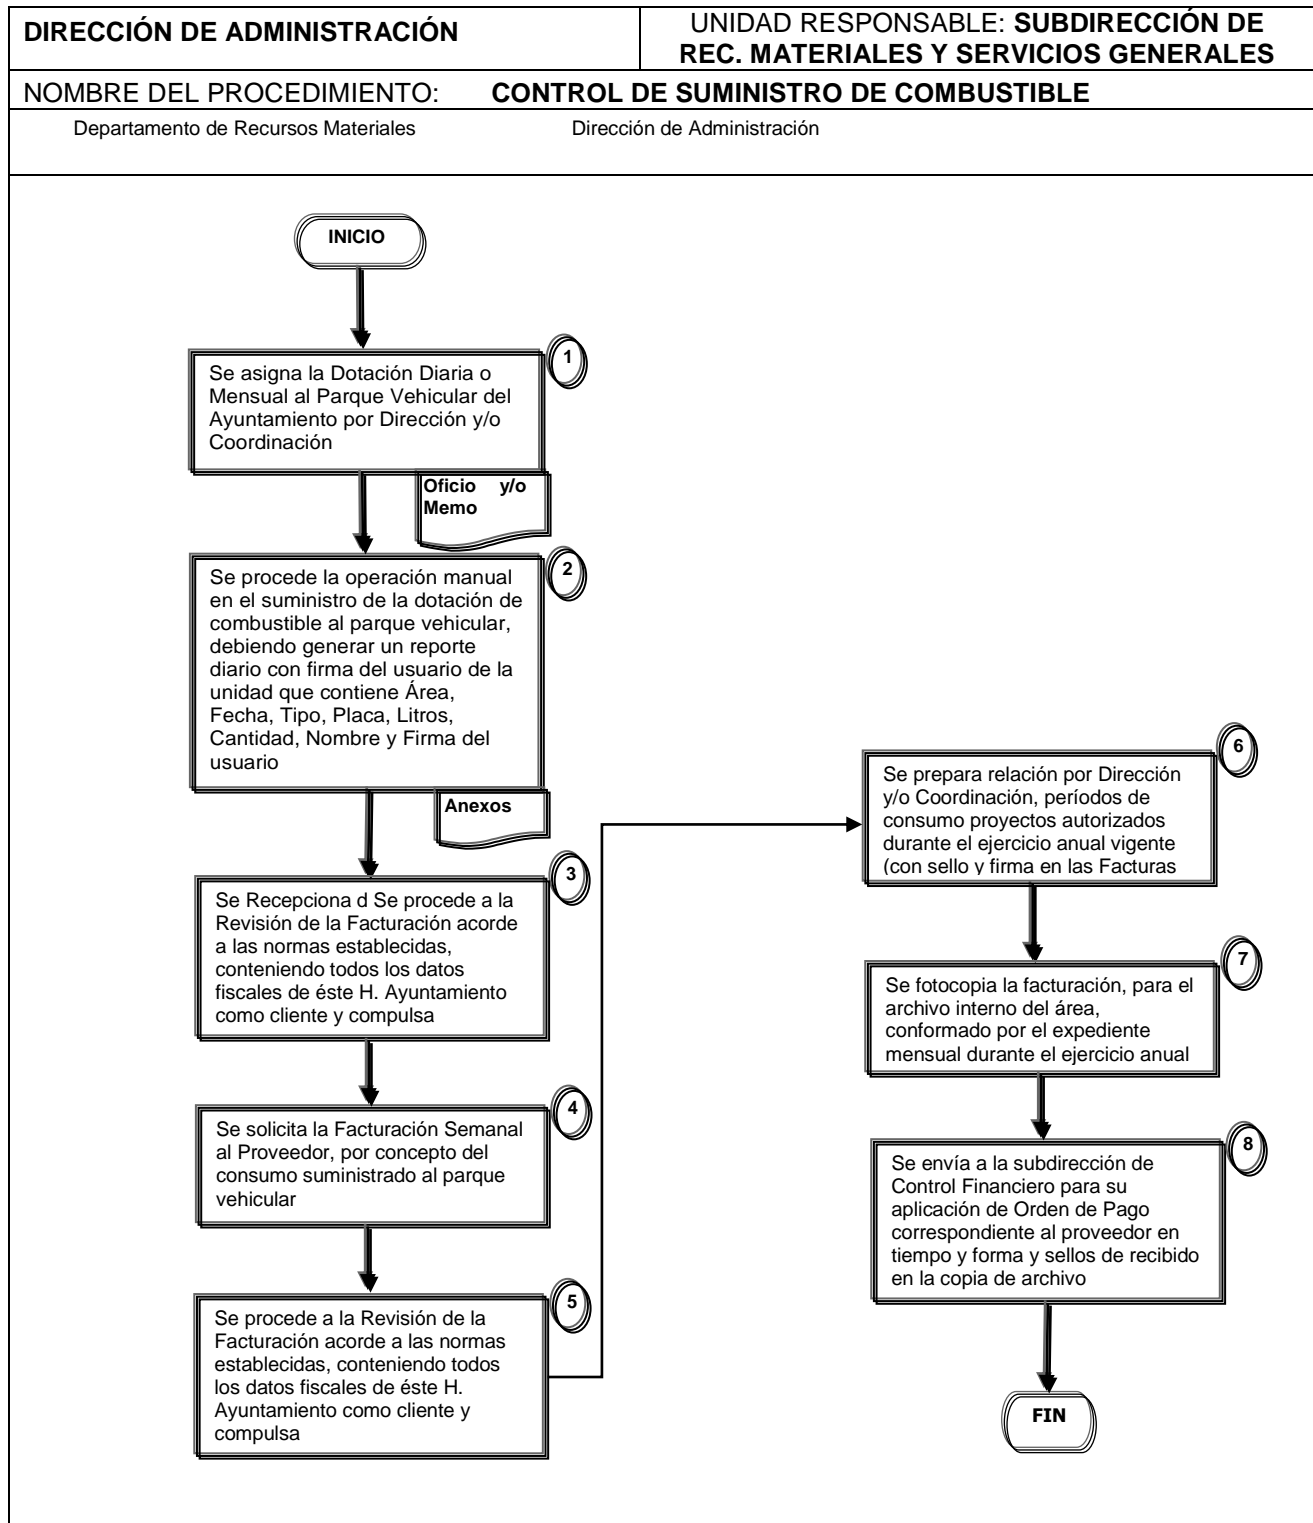 DIRECCIÓN DE ADMINISTRACIÓN
UNIDAD RESPONSABLE: SUBDIRECCIÓN DE
REC. MATERIALES Y SERVICIOS GENERALES
NOMBRE DEL PROCEDIMIENTO: CONTROL DE SUMINISTRO DE COMBUSTIBLE
Departamento de Recursos Materiales Dirección de Administración
INICIO
1
Se asigna la Dotación Diaria o
Mensual al Parque Vehicular del
Ayuntamiento por Dirección y/o
Coordinación
Oficio y/o
Memo
2
Se procede la operación manual
en el suministro de la dotación de
combustible al parque vehicular,
debiendo generar un reporte
diario con firma del usuario de la
unidad que contiene Área,
Fecha, Tipo, Placa, Litros,
Cantidad, Nombre y Firma del
usuario
Anexos
3
Se Recepciona d Se procede a la
Revisión de la Facturación acorde
a las normas establecidas,
conteniendo todos los datos
fiscales de éste H. Ayuntamiento
como cliente y compulsa
4
Se solicita la Facturación Semanal
al Proveedor, por concepto del
consumo suministrado al parque
vehicular
5
Se procede a la Revisión de la
Facturación acorde a las normas
establecidas, conteniendo todos
los datos fiscales de éste H.
Ayuntamiento como cliente y
compulsa
6
Se prepara relación por Dirección
y/o Coordinación, períodos de
consumo proyectos autorizados
durante el ejercicio anual vigente
(con sello y firma en las Facturas
7
Se fotocopia la facturación, para el
archivo interno del área,
conformado por el expediente
mensual durante el ejercicio anual
8
Se envía a la subdirección de
Control Financiero para su
aplicación de Orden de Pago
correspondiente al proveedor en
tiempo y forma y sellos de recibido
en la copia de archivo
FIN